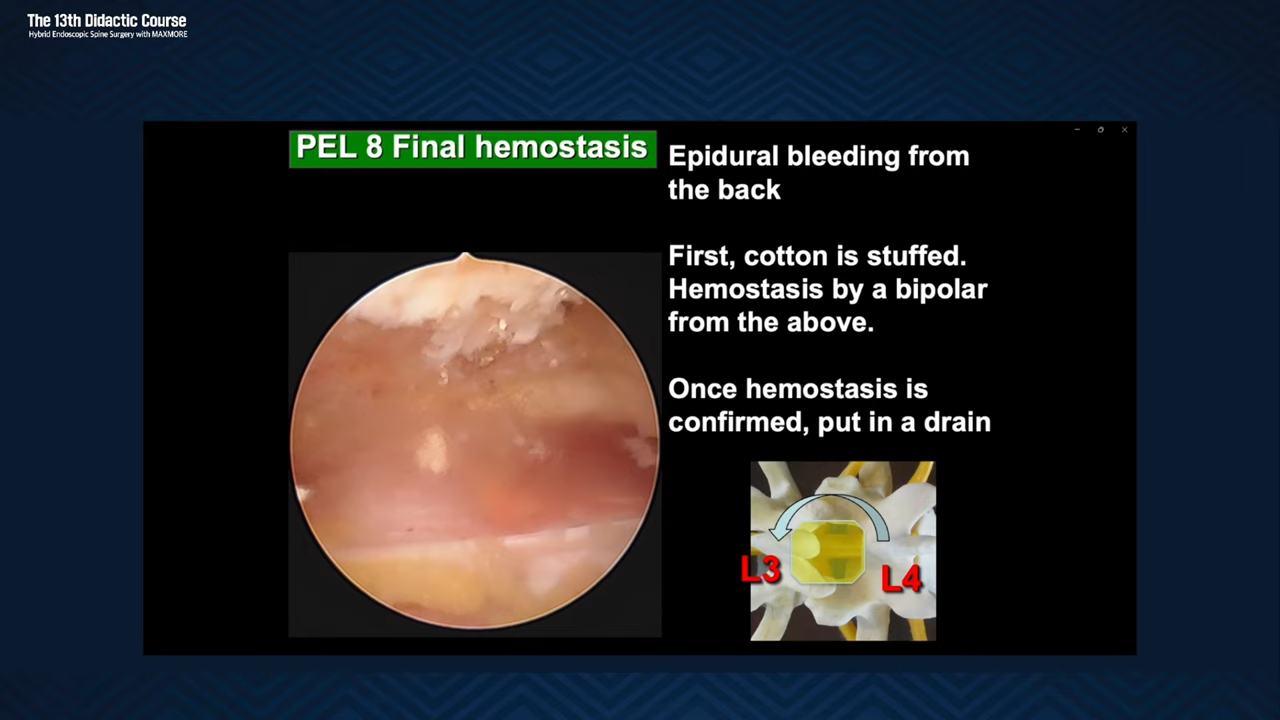 The 13th Didactic Course
Hybrid Endoscopic Spine Surgery with MAXMORE
PEL 8 Final hemostasis
Epidural bleeding from
the back
First, cotton is stuffed.
Hemostasis by a bipolar
from the above.
Once hemostasis is
confirmed, put in a drain
L3
L4